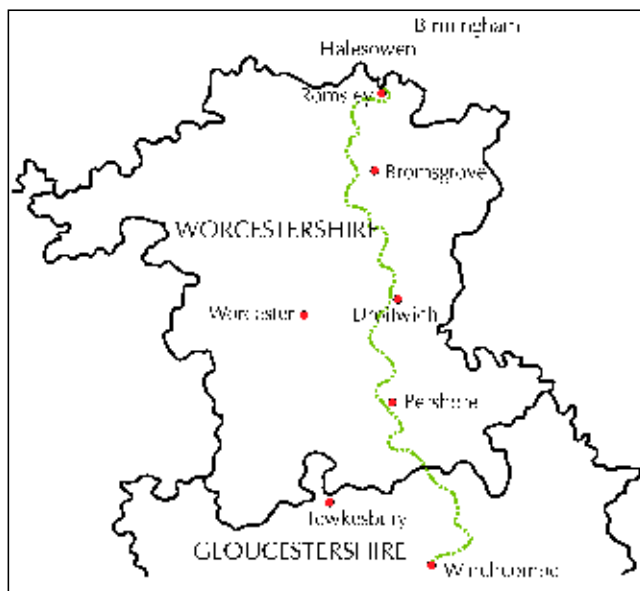 Birmingham
Halesowen
Romsley
Bromsgrove
WORCESTERSHIRE
Worcester
Droitwich
Pershore
Tewkesbury
GLOUCESTERSHIRE
Winchcombe